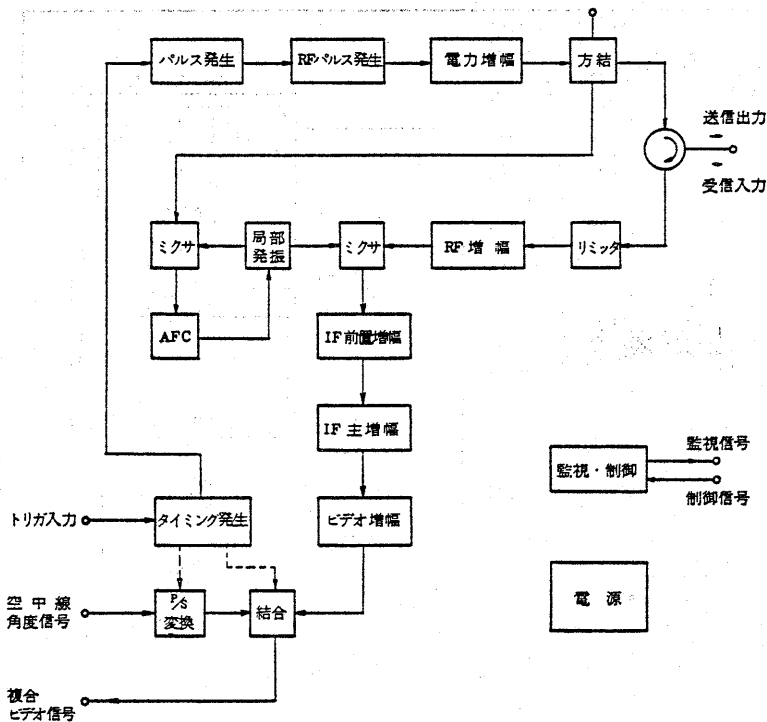 パルス発生
RFパルス発生
電力増幅
方結
送信出力
受信入力
ミクサ
局部
発振
ミクサ
RF増幅
リミッタ
AFC
IF前置増幅
IF主増幅
監視・制御
監視信号
制御信号
トリガ入力
タイミング発生
ビデオ増幅
空中線
角度信号
P/S
変換
結合
電源
複合
ビデオ信号